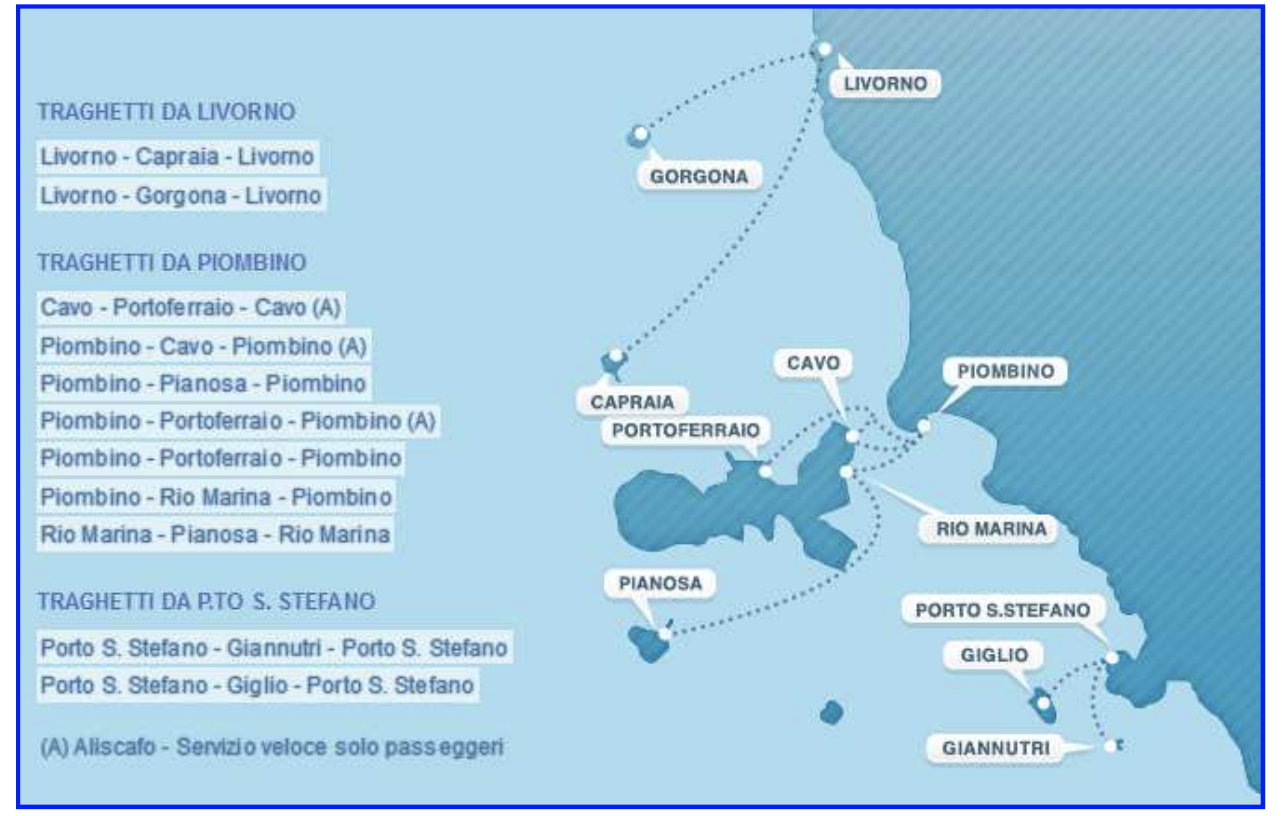 TRAGHETTI DA LIVORNO
Livorno - Capraia - Livorno
Livorno - Gorgona - Livorno
TRAGHETTI DA PIOMBINO
Cavo - Portoferraio - Cavo (A)
Piombino - Cavo - Piombino (A)
Piombino - Pianosa - Piombino
Piombino - Portoferraio - Piombino (A)
Piombino - Portoferraio - Piombino
Piombino - Rio Marina - Piombino
Rio Marina - Pianosa - Rio Marina
TRAGHETTI DA P.TO S. STEFANO
Porto S. Stefano - Giannutri - Porto S. Stefano
Porto S. Stefano - Giglio - Porto S. Stefano
(A) Aliscafo - Servizio veloce solo passeggeri
LIVORNO
GORGONA
CAPRAIA
CAVO
PIOMBINO
PORTOFERRAIO
RIO MARINA
PIANOSA
PORTO S.STEFANO
GIGLIO
GIANNUTRI